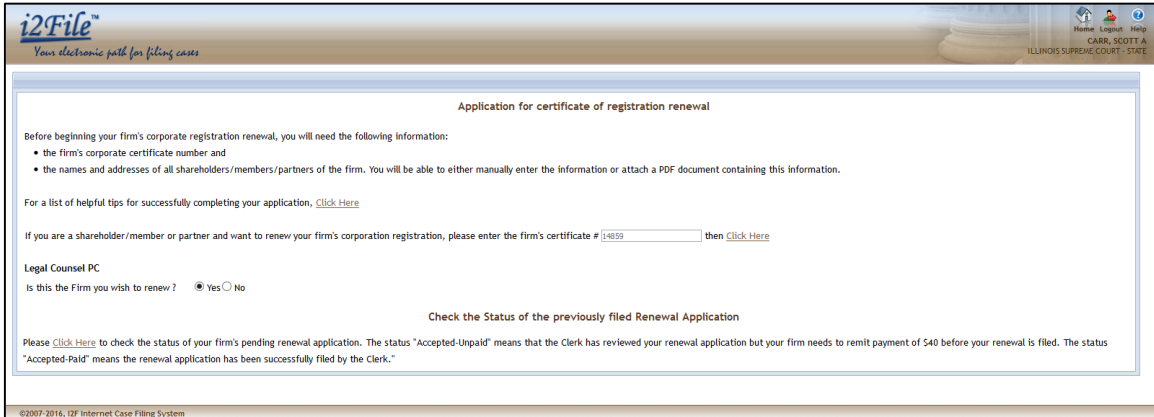 i2File™
Your electronic path for filing cases
Home Logout Help
CARR, SCOTT A
ILLINOIS SUPREME COURT - STATE
Application for certificate of registration renewal
Before beginning your firm's corporate registration renewal, you will need the following information:
• the firm's corporate certificate number and
• the names and addresses of all shareholders/members/partners of the firm. You will be able to either manually enter the information or attach a PDF document containing this information.
For a list of helpful tips for successfully completing your application, Click Here
If you are a shareholder/member or partner and want to renew your firm's corporation registration, please enter the firm's certificate # 14859 then Click Here
Legal Counsel PC
Is this the Firm you wish to renew ? Yes No
Check the Status of the previously filed Renewal Application
Please Click Here to check the status of your firm's pending renewal application. The status "Accepted-Unpaid" means that the Clerk has reviewed your renewal application but your firm needs to remit payment of $40 before your renewal is filed. The status
"Accepted-Paid" means the renewal application has been successfully filed by the Clerk."
©2007-2016, I2F Internet Case Filing System